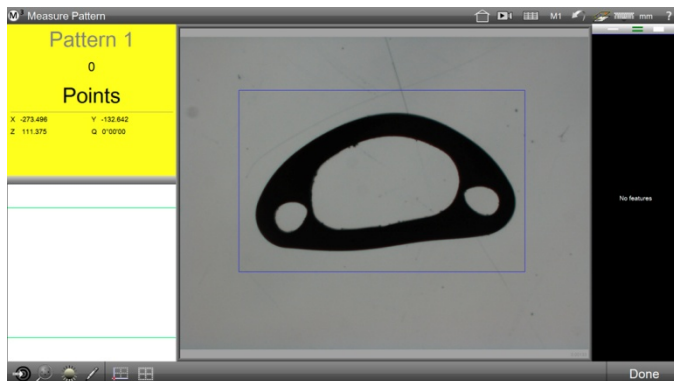 M³ Measure Pattern
M1
mm ?
Pattern 1
0
Points
X -273.496 Y -132.642
Z 111.375 Q 0°00'00
No features
Done